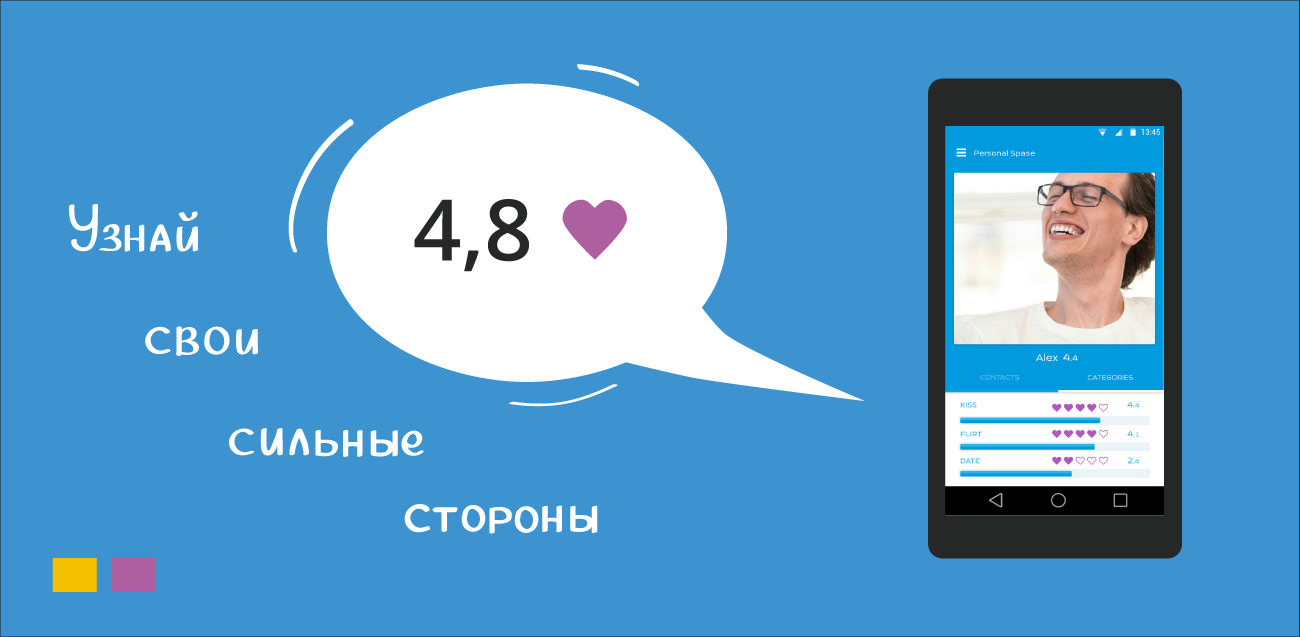 Узнай
свои
сильные
стороны
4,8
13:45
Personal Spase
Alex 4.4
CONTACTS CATEGORIES
KISS 4.4
FLIRT 4.1
DATE 2.4